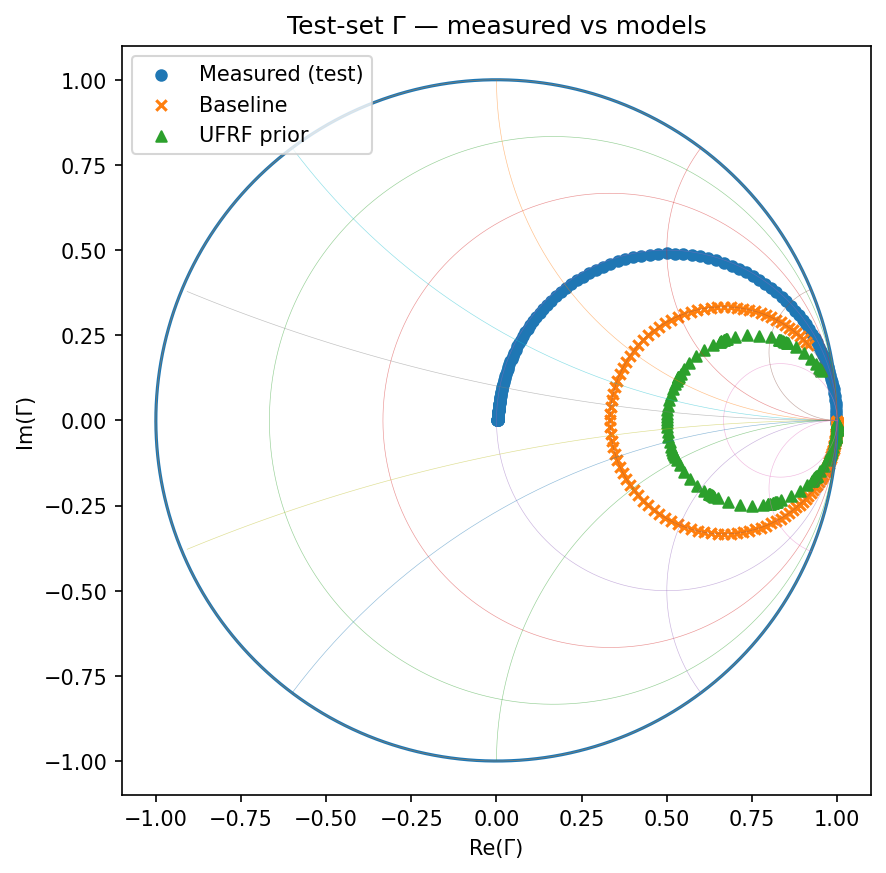 Test-set Γ — measured vs models
Measured (test)
Baseline
UFRF prior
1.00
0.75
0.50
0.25
0.00
−0.25
−0.50
−0.75
−1.00
Im(Γ)
−1.00 −0.75 −0.50 −0.25 0.00 0.25 0.50 0.75 1.00
Re(Γ)